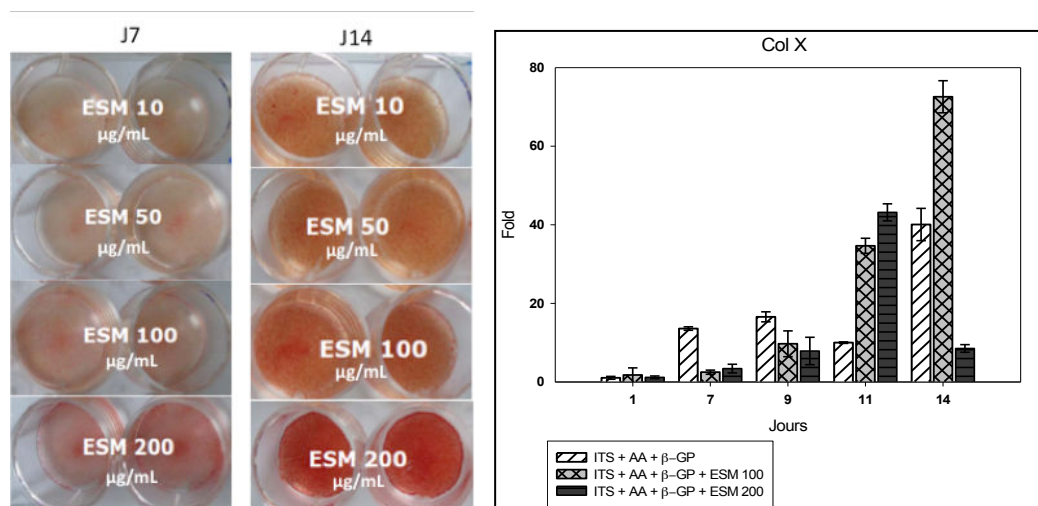 J7
J14
ESM 10
µg/mL
ESM 10
µg/mL
ESM 50
µg/mL
ESM 50
µg/mL
ESM 100
µg/mL
ESM 100
µg/mL
ESM 200
µg/mL
ESM 200
µg/mL
Col X
80
60
40
20
0
Fold
1
7
9
11
14
Jours
ITS + AA + β−GP
ITS + AA + β−GP + ESM 100
ITS + AA + β−GP + ESM 200